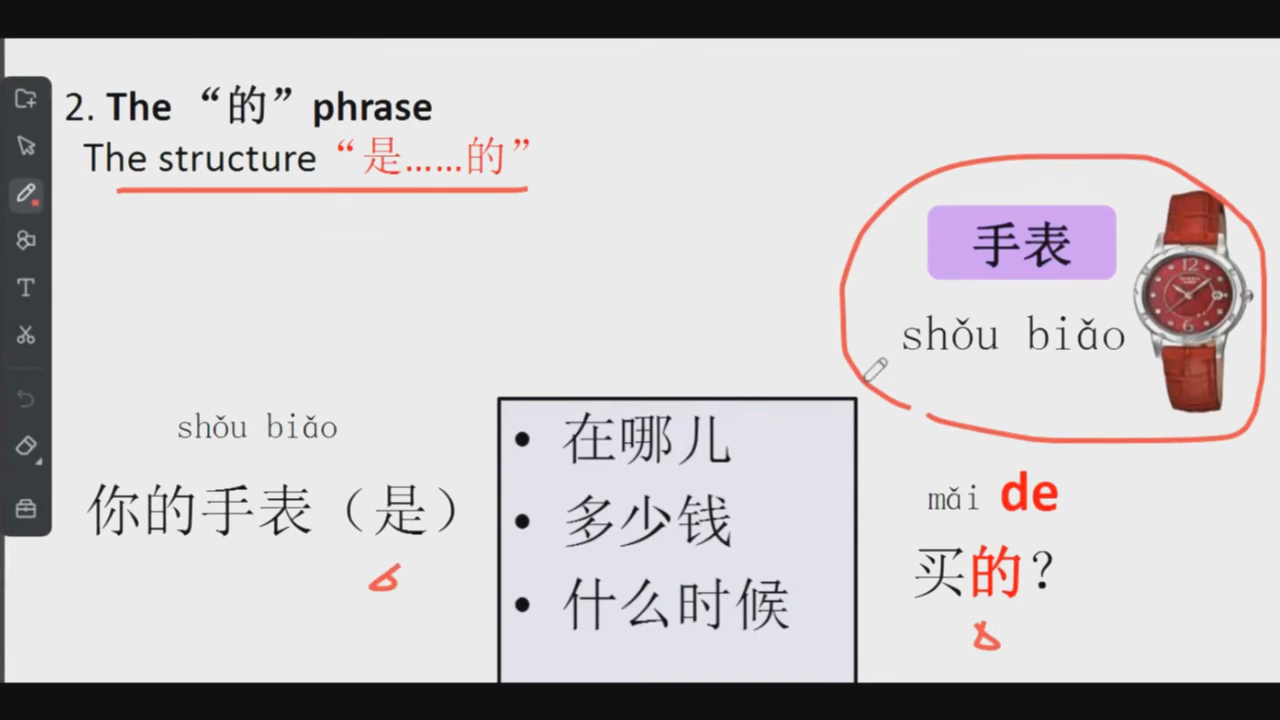 2. The “的”phrase
The structure“是……的”
手表
shǒu biǎo
shǒu biǎo
你的手表（是）
• 在哪儿
• 多少钱
• 什么时候
mǎi de
买的？